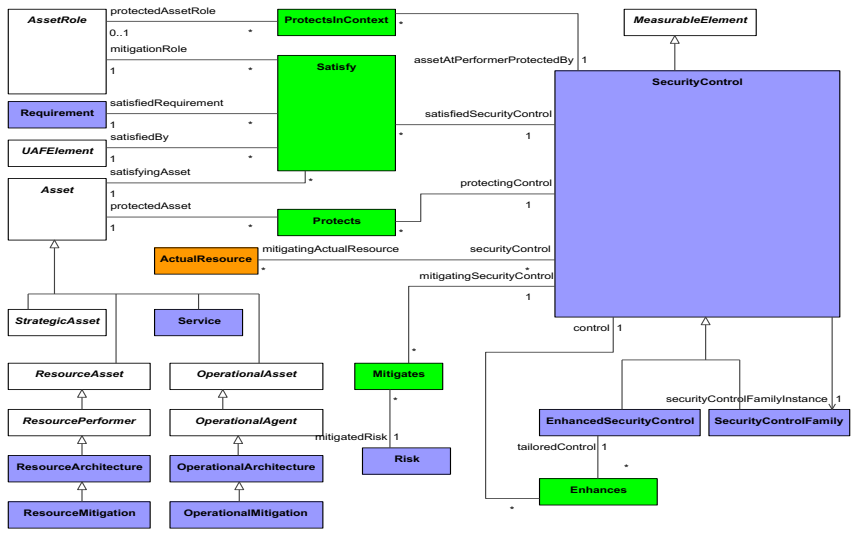 AssetRole
protectedAssetRole
0..1
*
ProtectsInContext
*
MeasurableElement
mitigationRole
1
*
Satisfy
assetAtPerformerProtectedBy
1
SecurityControl
Requirement
satisfiedRequirement
1
*
satisfiedSecurityControl
*
1
UAFElement
satisfiedBy
1
*
Asset
satisfyingAsset
1
*
protectedAsset
1
*
Protects
*
protectingControl
1
ActualResource
mitigatingActualResource
*
securityControl
*
mitigatingSecurityControl
1
StrategicAsset
Service
control
1
*
ResourceAsset
OperationalAsset
Mitigates
*
securityControlFamilyInstance
1
ResourcePerformer
OperationalAgent
mitigatedRisk
1
EnhancedSecurityControl
SecurityControlFamily
ResourceArchitecture
OperationalArchitecture
Risk
tailoredControl
1
*
Enhances
*
ResourceMitigation
OperationalMitigation